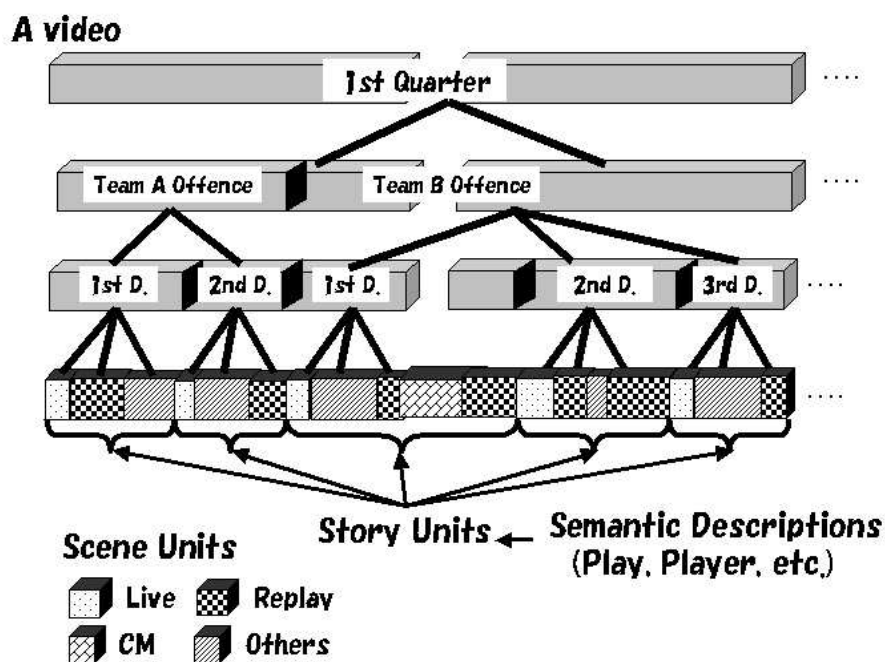 A video
1st Quarter ....
Team A Offence Team B Offence ....
1st D. 2nd D. 1st D. 2nd D. 3rd D. ....
....
Story Units Semantic Descriptions
(Play, Player, etc.)
Scene Units
Live Replay
CM Others